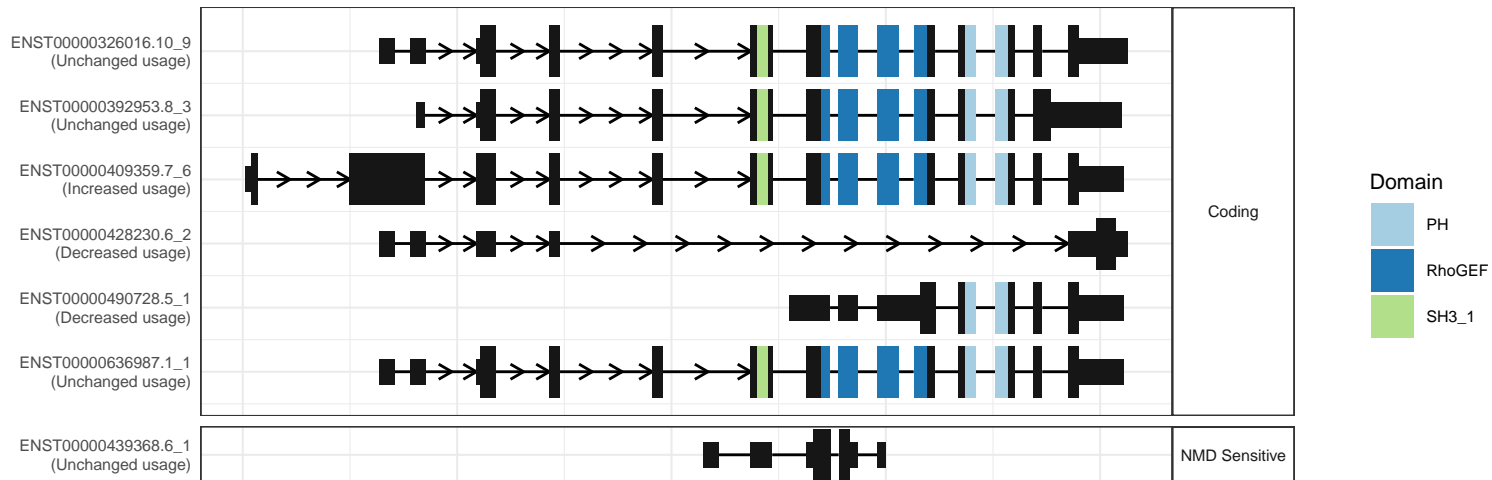 ENST00000326016.10_9
(Unchanged usage)
ENST00000392953.8_3
(Unchanged usage)
ENST00000409359.7_6
(Increased usage)
ENST00000428230.6_2
(Decreased usage)
ENST00000490728.5_1
(Decreased usage)
ENST00000636987.1_1
(Unchanged usage)
Coding
ENST00000439368.6_1
(Unchanged usage)
NMD Sensitive
Domain
PH
RhoGEF
SH3_1